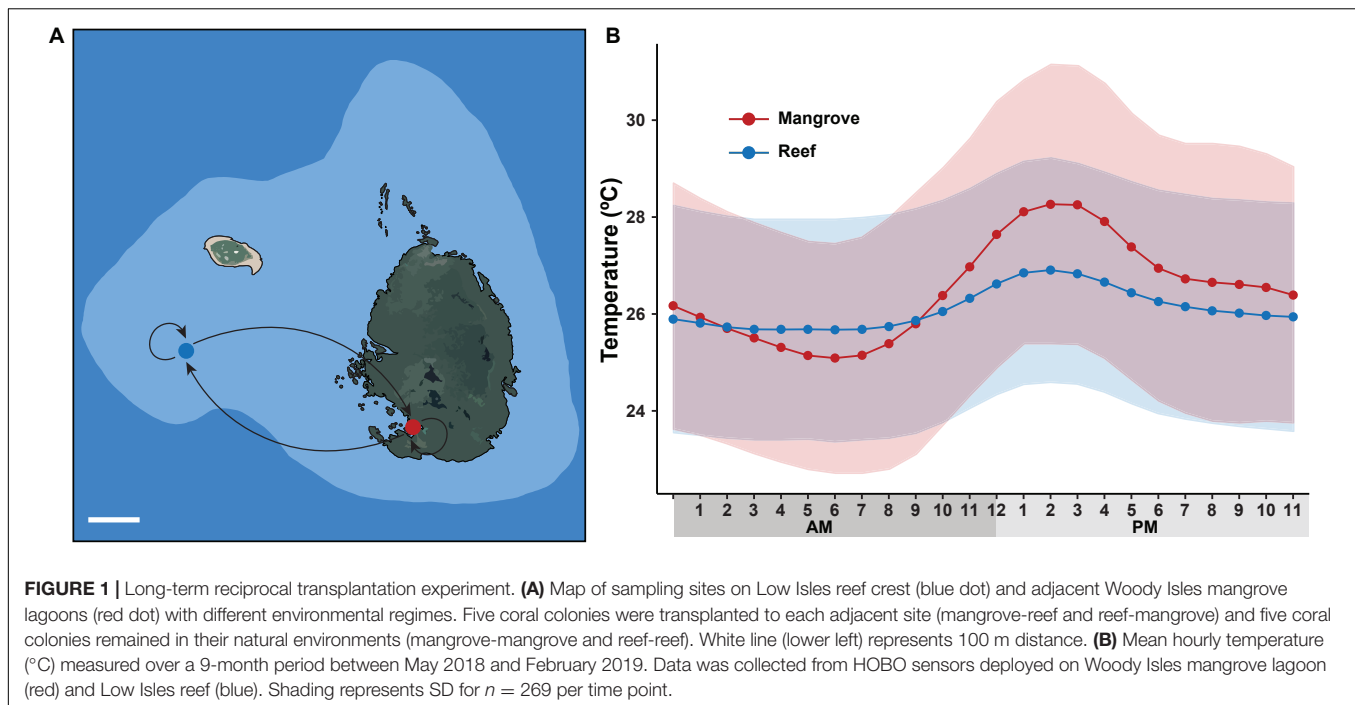 A
B
Temperature (ºC)
30
28
26
24
Mangrove
Reef
1 2 3 4 5 6 7 8 9 10 11 12 1 2 3 4 5 6 7 8 9 10 11
AM PM
FIGURE 1 | Long-term reciprocal transplantation experiment. (A) Map of sampling sites on Low Isles reef crest (blue dot) and adjacent Woody Isles mangrove
lagoons (red dot) with different environmental regimes. Five coral colonies were transplanted to each adjacent site (mangrove-reef and reef-mangrove) and five coral
colonies remained in their natural environments (mangrove-mangrove and reef-reef). White line (lower left) represents 100 m distance. (B) Mean hourly temperature
(°C) measured over a 9-month period between May 2018 and February 2019. Data was collected from HOBO sensors deployed on Woody Isles mangrove lagoon
(red) and Low Isles reef (blue). Shading represents SD for n = 269 per time point.